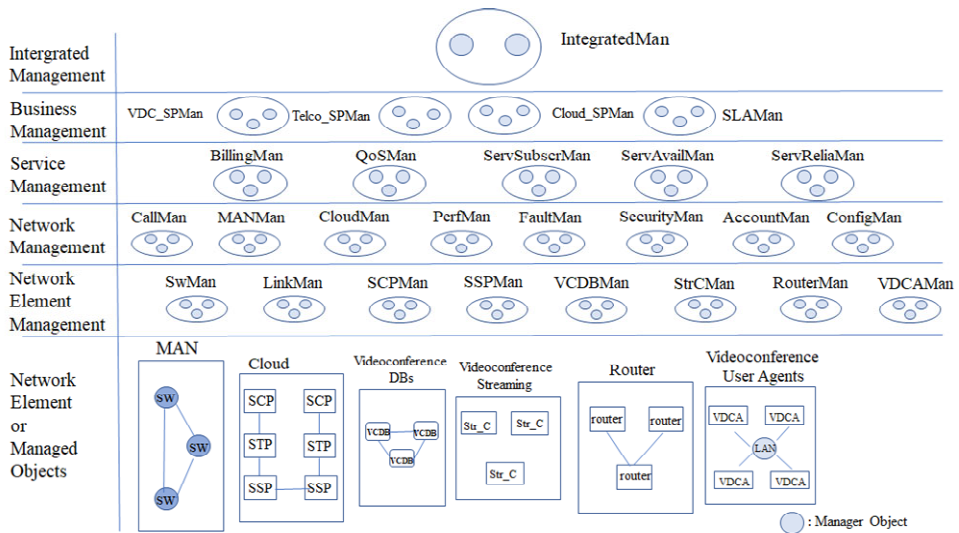 Intergrated
Management
IntegratedMan
Business
Management
VDC_SPMan
Telco_SPMan
Cloud_SPMan
SLAMan
Service
Management
BillingMan
QoSMan
ServSubscrMan
ServAvailMan
ServReliaMan
Network
Management
CallMan
MANMan
CloudMan
PerfMan
FaultMan
SecurityMan
AccountMan
ConfigMan
Network
Element
Management
SwMan
LinkMan
SCPMan
SSPMan
VCDBMan
StrCMan
RouterMan
VDCAMan
Network
Element
or
Managed
Objects
MAN
SW
SW
SW
Cloud
SCP
SCP
STP
STP
SSP
SSP
Videoconference
DBs
VCDB
VCDB
VCDB
Videoconference
Streaming
Str_C
Str_C
Str_C
Router
router
router
router
Videoconference
User Agents
VDCA
VDCA
LAN
VDCA
VDCA
: Manager Object